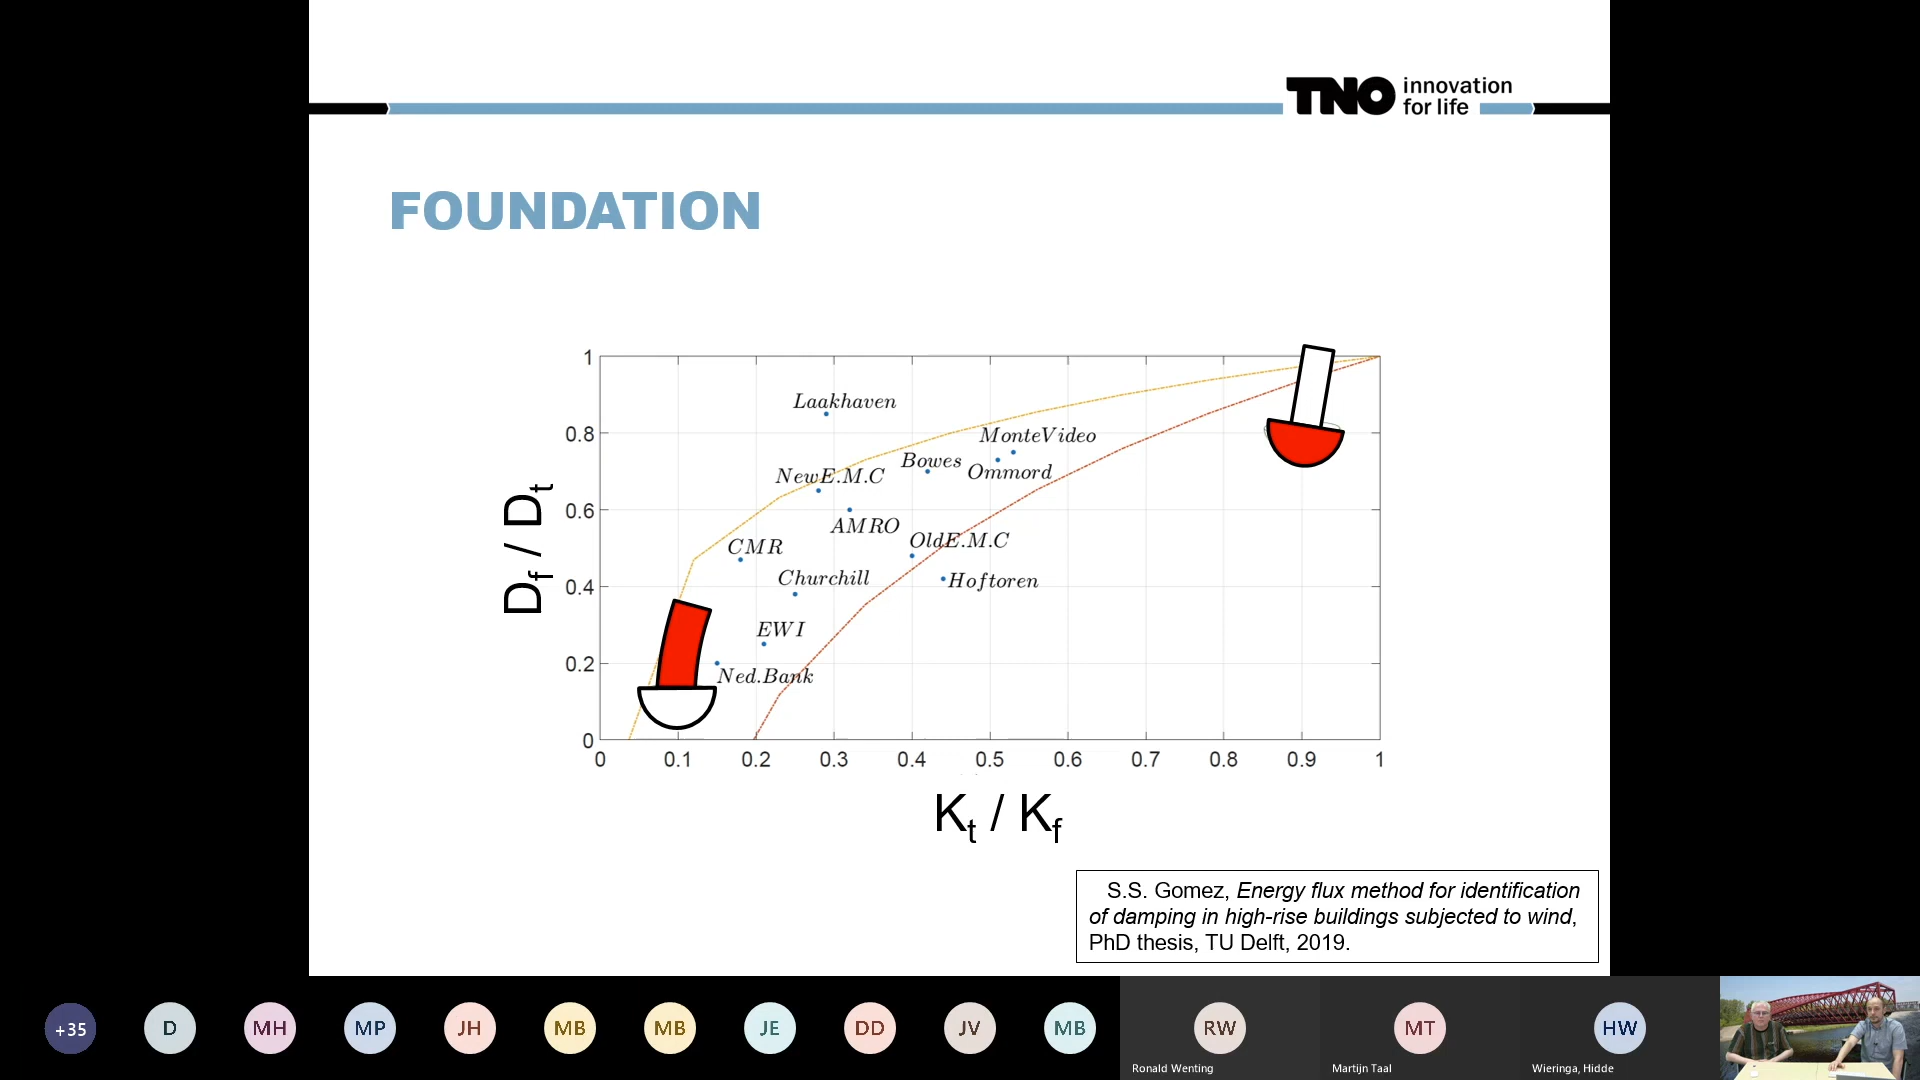 TNO innovation
for life
FOUNDATION
1
0.8
0.6
0.4
0.2
0
D_f / D_t
Laakhaven
MonteVideo
Bowes
Ommord
NewE.M.C
AMRO
OldE.M.C
CMR
Churchill
Hoftoren
EWI
Ned.Bank
0 0.1 0.2 0.3 0.4 0.5 0.6 0.7 0.8 0.9 1
K_t / K_f
S.S. Gomez, Energy flux method for identification
of damping in high-rise buildings subjected to wind,
PhD thesis, TU Delft, 2019.
+35 D MH MP JH MB MB JE DD JV MB RW MT HW
Ronald Wenting Martijn Taal Wieringa, Hidde